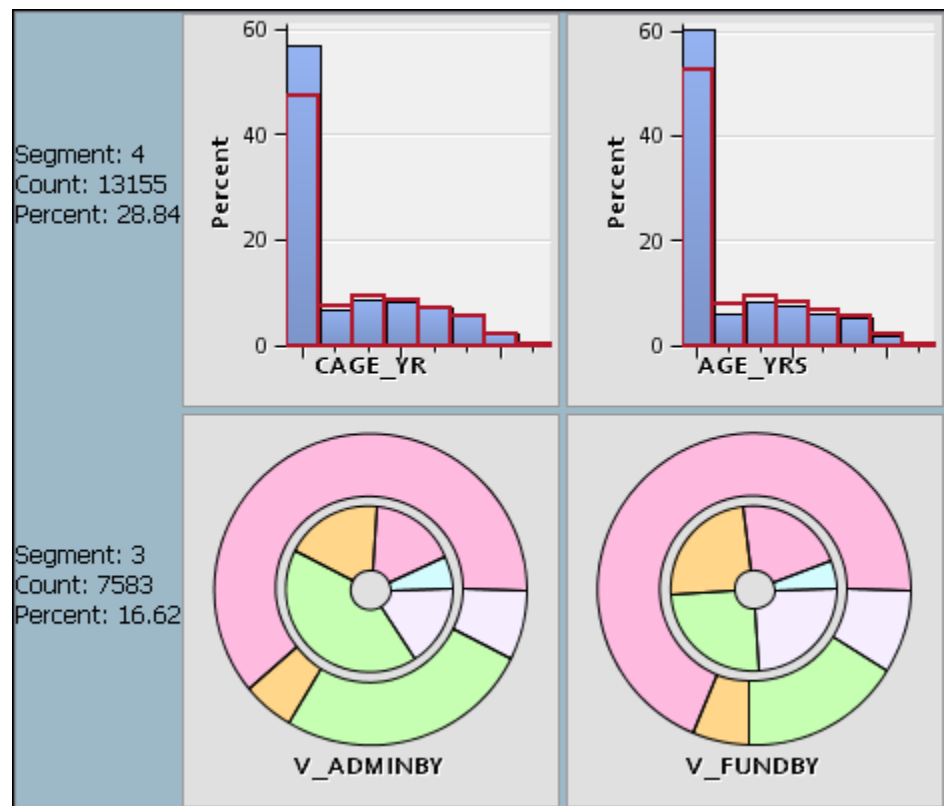 Segment: 4
Count: 13155
Percent: 28.84
Percent
60
40
20
0
CAGE_YR
Percent
60
40
20
0
AGE_YRS
Segment: 3
Count: 7583
Percent: 16.62
V_ADMINBY
V_FUNDBY